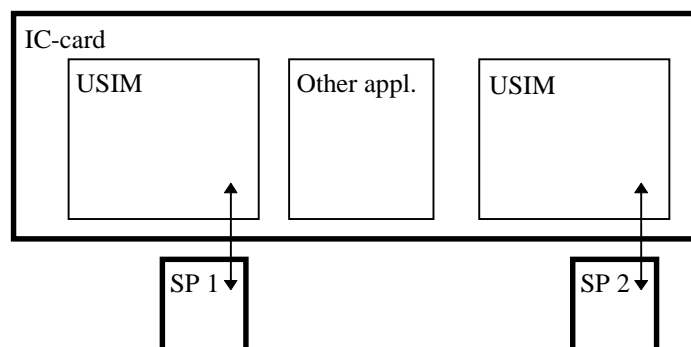 IC-card
USIM
Other appl.
USIM
SP 1
SP 2